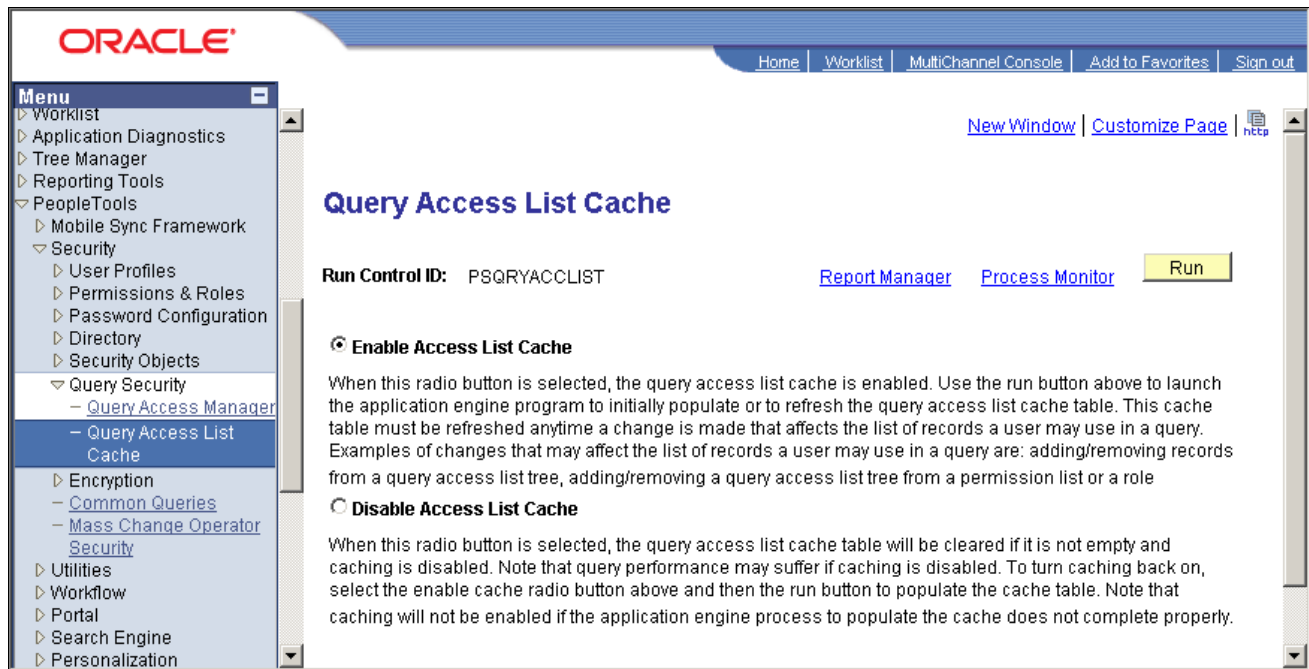 ORACLE
Home | Worklist | MultiChannel Console | Add to Favorites | Sign out
Menu
Worklist
Application Diagnostics
Tree Manager
Reporting Tools
PeopleTools
Mobile Sync Framework
Security
User Profiles
Permissions & Roles
Password Configuration
Directory
Security Objects
Query Security
– Query Access Manager
– Query Access List
Cache
Encryption
– Common Queries
– Mass Change Operator
Security
Utilities
Workflow
Portal
Search Engine
Personalization
New Window | Customize Page | http
Query Access List Cache
Run Control ID: PSQRYACCLIST Report Manager Process Monitor Run
Enable Access List Cache
When this radio button is selected, the query access list cache is enabled. Use the run button above to launch
the application engine program to initially populate or to refresh the query access list cache table. This cache
table must be refreshed anytime a change is made that affects the list of records a user may use in a query.
Examples of changes that may affect the list of records a user may use in a query are: adding/removing records
from a query access list tree, adding/removing a query access list tree from a permission list or a role
Disable Access List Cache
When this radio button is selected, the query access list cache table will be cleared if it is not empty and
caching is disabled. Note that query performance may suffer if caching is disabled. To turn caching back on,
select the enable cache radio button above and then the run button to populate the cache table. Note that
caching will not be enabled if the application engine process to populate the cache does not complete properly.